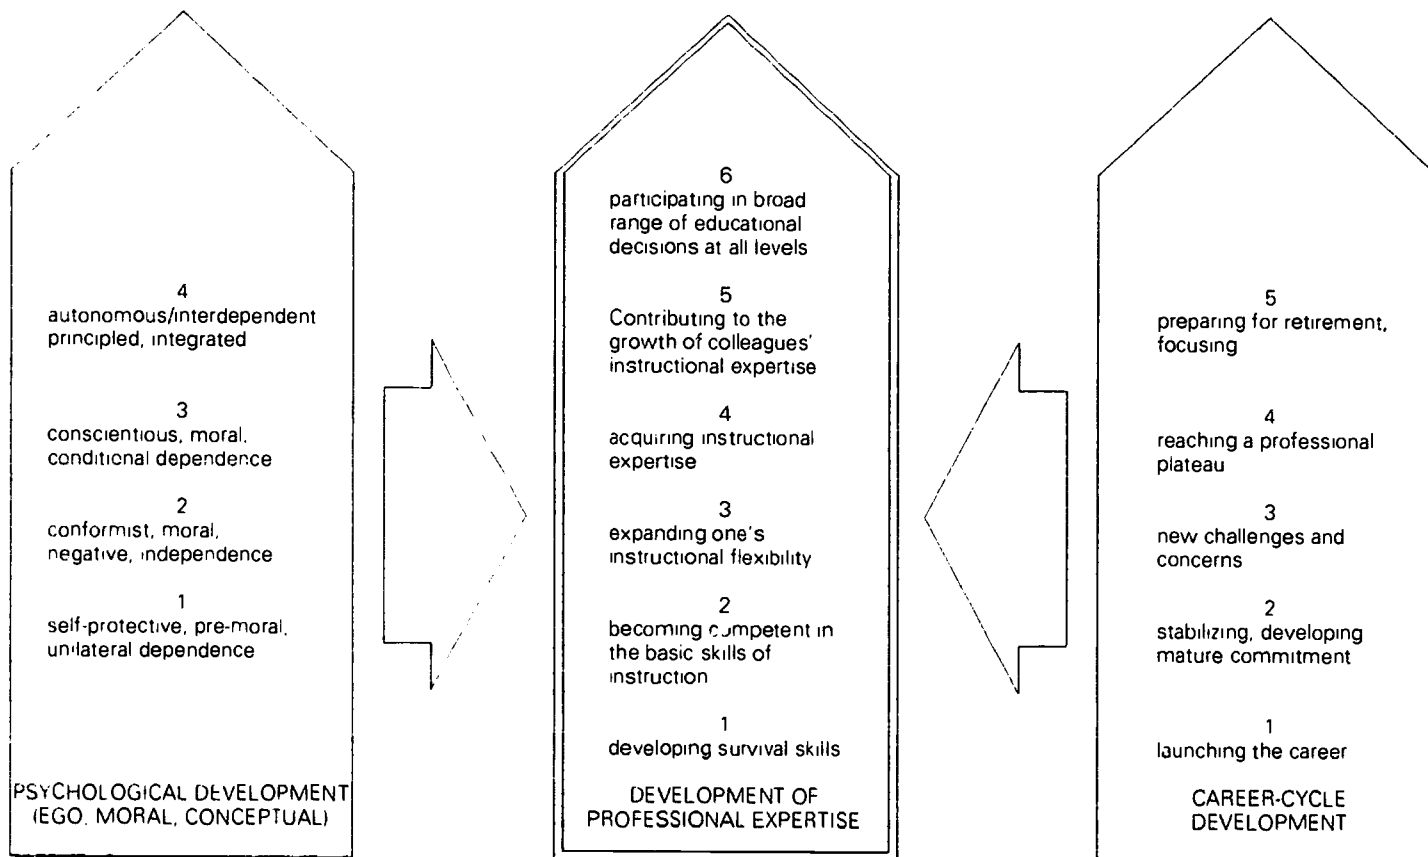 4
autonomous/interdependent
principled, integrated
3
conscientious, moral,
conditional dependence
2
conformist, moral,
negative, independence
1
self-protective, pre-moral,
unilateral dependence
PSYCHOLOGICAL DEVELOPMENT
(EGO, MORAL, CONCEPTUAL)
6
participating in broad
range of educational
decisions at all levels
5
Contributing to the
growth of colleagues'
instructional expertise
4
acquiring instructional
expertise
3
expanding one's
instructional flexibility
2
becoming competent in
the basic skills of
instruction
1
developing survival skills
DEVELOPMENT OF
PROFESSIONAL EXPERTISE
5
preparing for retirement,
focusing
4
reaching a professional
plateau
3
new challenges and
concerns
2
stabilizing, developing
mature commitment
1
launching the career
CAREER-CYCLE
DEVELOPMENT